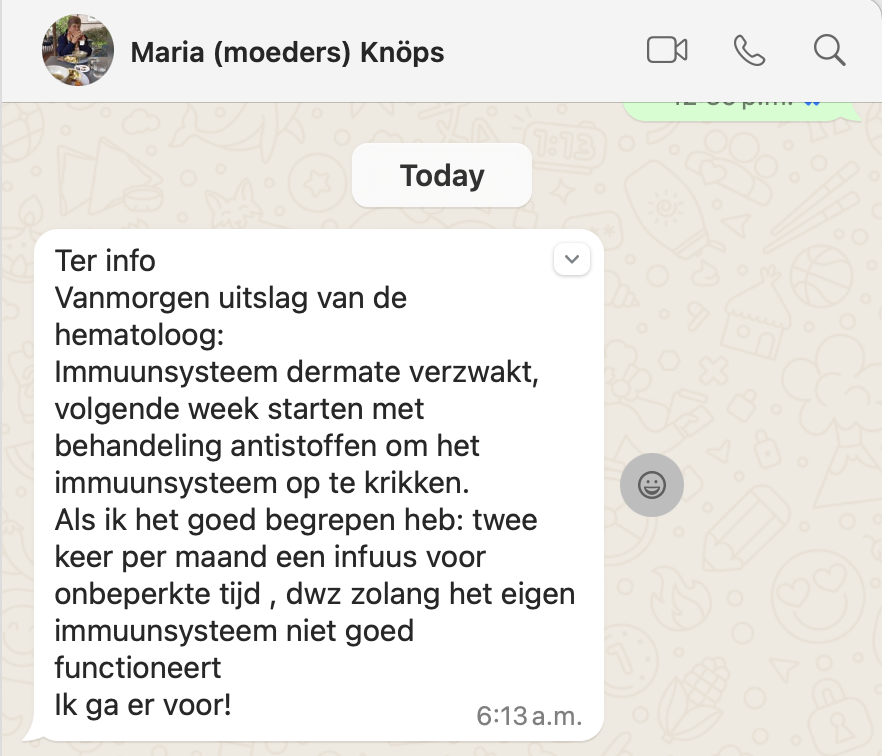 Maria (moeders) Knöps
Today
Ter info
Vanmorgen uitslag van de
hematoloog:
Immuunsysteem dermate verzwakt,
volgende week starten met
behandeling antistoffen om het
immuunsysteem op te krikken.
Als ik het goed begrepen heb: twee
keer per maand een infuus voor
onbeperkte tijd , dwz zolang het eigen
immuunsysteem niet goed
functioneert
Ik ga er voor!
6:13 a.m.